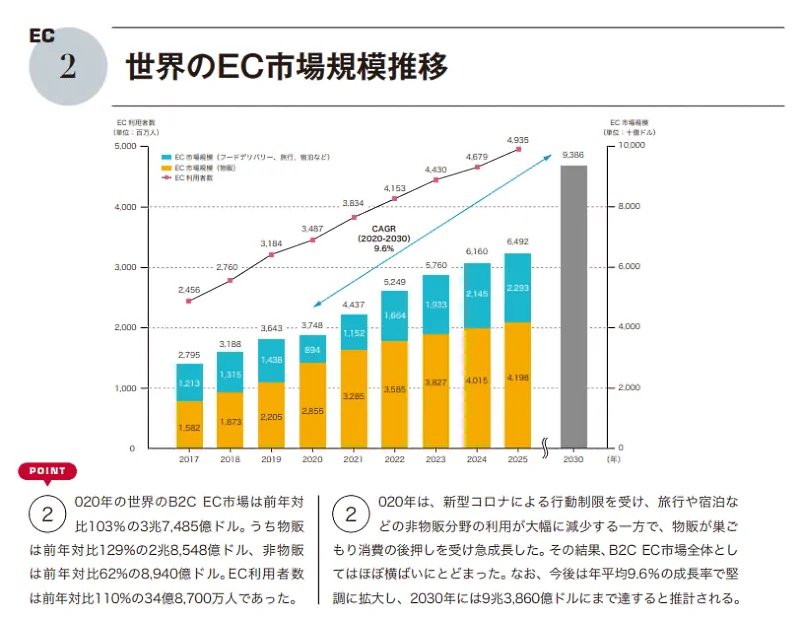 EC
2
世界のEC市場規模推移
EC利用者数
(単位：百万人)
EC市場規模
(単位：十億ドル)
EC市場規模（フードデリバリー、旅行、宿泊など）
EC市場規模（物販）
EC利用者数
5,000
4,000
3,000
2,000
1,000
0
10,000
8,000
6,000
4,000
2,000
0
2,456
2,760
3,184
3,487
3,834
4,153
4,430
4,679
4,935
CAGR
(2020-2030)
9.6%
9,386
2,795
3,188
3,643
3,748
4,437
5,249
5,760
6,160
6,492
1,213
1,315
1,438
894
1,152
1,664
1,933
2,145
2,293
1,582
1,873
2,205
2,855
3,285
3,585
3,827
4,015
4,198
2017
2018
2019
2020
2021
2022
2023
2024
2025
2030
(年)
POINT
2020年の世界のB2C EC市場は前年対
比103%の3兆7,485億ドル。うち物販
は前年対比129%の2兆8,548億ドル、非物販
は前年対比62%の8,940億ドル。EC利用者数
は前年対比110%の34億8,700万人であった。
2020年は、新型コロナによる行動制限を受け、旅行や宿泊な
どの非物販分野の利用が大幅に減少する一方で、物販が巣ご
もり消費の後押しを受け急成長した。その結果、B2C EC市場全体とし
てはほぼ横ばいにとどまった。なお、今後は年平均9.6%の成長率で堅
調に拡大し、2030年には9兆3,860億ドルにまで達すると推計される。